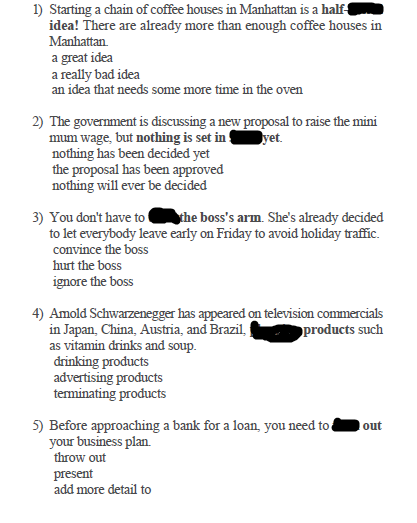 1) Starting a chain of coffee houses in Manhattan is a half-
idea! There are already more than enough coffee houses in
Manhattan.
a great idea
a really bad idea
an idea that needs some more time in the oven
2) The government is discussing a new proposal to raise the mini
mum wage, but nothing is set in yet.
nothing has been decided yet
the proposal has been approved
nothing will ever be decided
3) You don't have to the boss's arm. She's already decided
to let everybody leave early on Friday to avoid holiday traffic.
convince the boss
hurt the boss
ignore the boss
4) Arnold Schwarzenegger has appeared on television commercials
in Japan, China, Austria, and Brazil, products such
as vitamin drinks and soup.
drinking products
advertising products
terminating products
5) Before approaching a bank for a loan, you need to out
your business plan.
throw out
present
add more detail to